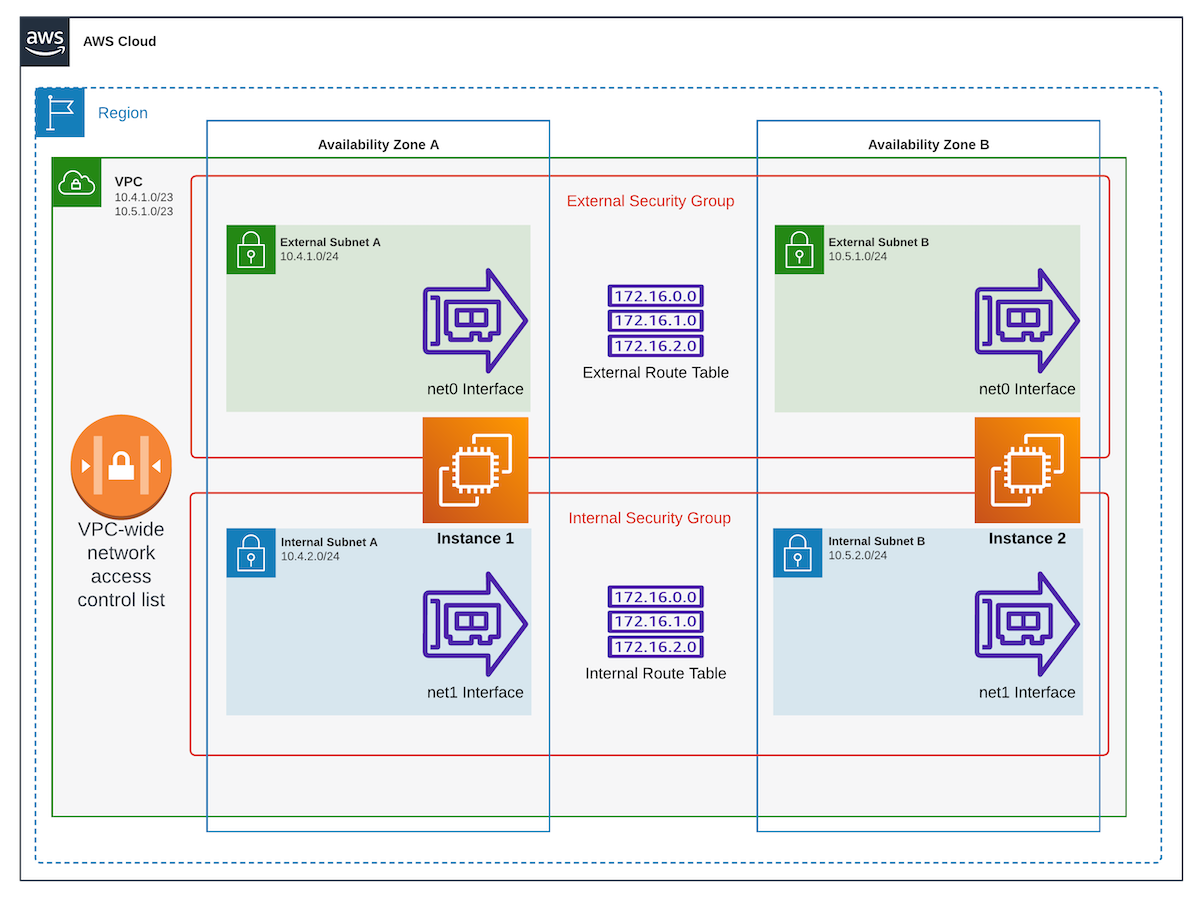 aws
AWS Cloud
Region
Availability Zone A
Availability Zone B
VPC
10.4.1.0/23
10.5.1.0/23
External Security Group
External Subnet A
10.4.1.0/24
External Subnet B
10.5.1.0/24
172.16.0.0
172.16.1.0
172.16.2.0
External Route Table
net0 Interface
net0 Interface
VPC-wide
network
access
control list
Internal Security Group
Instance 1
Instance 2
Internal Subnet A
10.4.2.0/24
Internal Subnet B
10.5.2.0/24
172.16.0.0
172.16.1.0
172.16.2.0
Internal Route Table
net1 Interface
net1 Interface